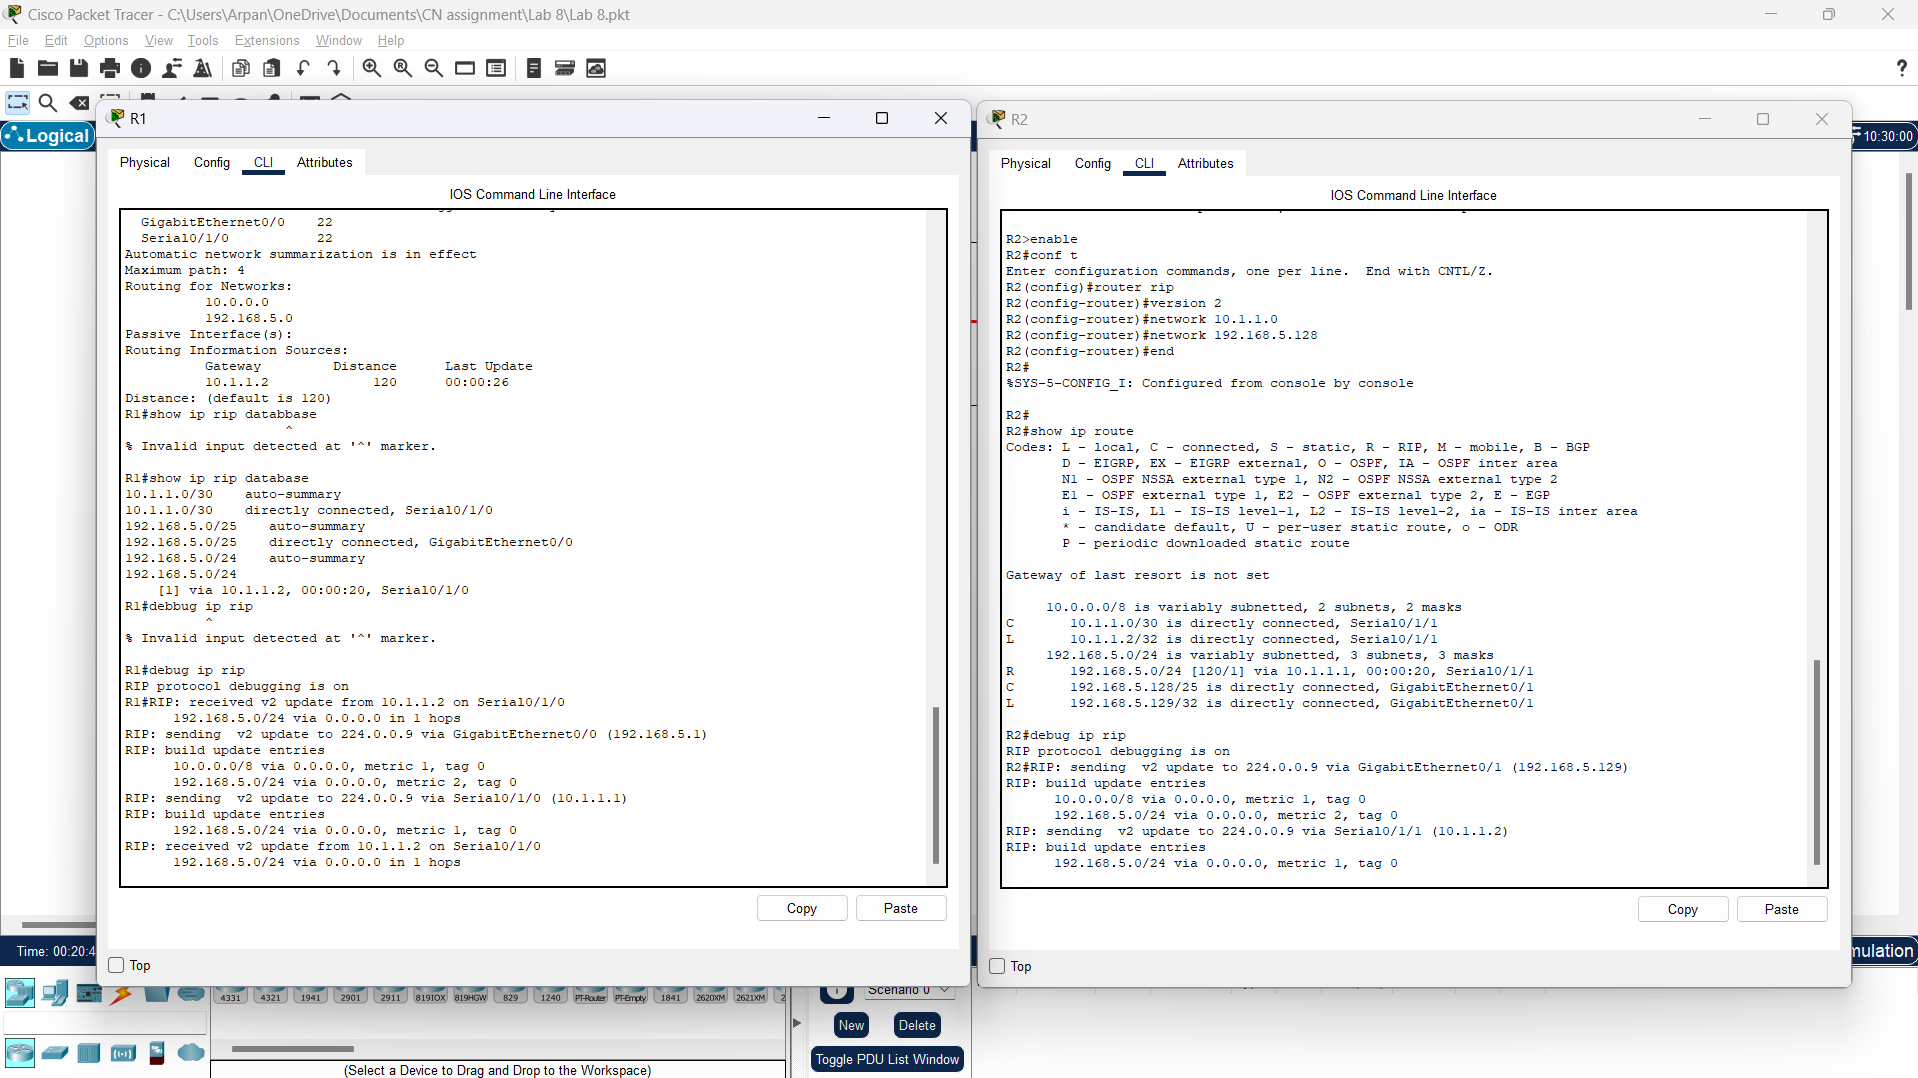 Cisco Packet Tracer - C:\Users\Arpan\OneDrive\Documents\CN assignment\Lab 8\Lab 8.pkt
File Edit Options View Tools Extensions Window Help
Logical
10:30:00
R1
Physical Config CLI Attributes
IOS Command Line Interface
GigabitEthernet0/0 22
Serial0/1/0 22
Automatic network summarization is in effect
Maximum path: 4
Routing for Networks:
10.0.0.0
192.168.5.0
Passive Interface(s):
Routing Information Sources:
Gateway Distance Last Update
10.1.1.2 120 00:00:26
Distance: (default is 120)
R1#show ip rip databbase
^
% Invalid input detected at '^' marker.
R1#show ip rip database
10.1.1.0/30 auto-summary
10.1.1.0/30 directly connected, Serial0/1/0
192.168.5.0/25 auto-summary
192.168.5.0/25 directly connected, GigabitEthernet0/0
192.168.5.0/24 auto-summary
192.168.5.0/24
[1] via 10.1.1.2, 00:00:20, Serial0/1/0
R1#debbug ip rip
^
% Invalid input detected at '^' marker.
R1#debug ip rip
RIP protocol debugging is on
R1#RIP: received v2 update from 10.1.1.2 on Serial0/1/0
192.168.5.0/24 via 0.0.0.0 in 1 hops
RIP: sending v2 update to 224.0.0.9 via GigabitEthernet0/0 (192.168.5.1)
RIP: build update entries
10.0.0.0/8 via 0.0.0.0, metric 1, tag 0
192.168.5.0/24 via 0.0.0.0, metric 2, tag 0
RIP: sending v2 update to 224.0.0.9 via Serial0/1/0 (10.1.1.1)
RIP: build update entries
192.168.5.0/24 via 0.0.0.0, metric 1, tag 0
RIP: received v2 update from 10.1.1.2 on Serial0/1/0
192.168.5.0/24 via 0.0.0.0 in 1 hops
Copy Paste
Top
R2
Physical Config CLI Attributes
IOS Command Line Interface
R2>enable
R2#conf t
Enter configuration commands, one per line. End with CNTL/Z.
R2(config)#router rip
R2(config-router)#version 2
R2(config-router)#network 10.1.1.0
R2(config-router)#network 192.168.5.128
R2(config-router)#end
R2#
%SYS-5-CONFIG_I: Configured from console by console
R2#
R2#show ip route
Codes: L - local, C - connected, S - static, R - RIP, M - mobile, B - BGP
D - EIGRP, EX - EIGRP external, O - OSPF, IA - OSPF inter area
N1 - OSPF NSSA external type 1, N2 - OSPF NSSA external type 2
E1 - OSPF external type 1, E2 - OSPF external type 2, E - EGP
i - IS-IS, L1 - IS-IS level-1, L2 - IS-IS level-2, ia - IS-IS inter area
* - candidate default, U - per-user static route, o - ODR
P - periodic downloaded static route
Gateway of last resort is not set
10.0.0.0/8 is variably subnetted, 2 subnets, 2 masks
C 10.1.1.0/30 is directly connected, Serial0/1/1
L 10.1.1.2/32 is directly connected, Serial0/1/1
192.168.5.0/24 is variably subnetted, 3 subnets, 3 masks
R 192.168.5.0/24 [120/1] via 10.1.1.1, 00:00:20, Serial0/1/1
C 192.168.5.128/25 is directly connected, GigabitEthernet0/1
L 192.168.5.129/32 is directly connected, GigabitEthernet0/1
R2#debug ip rip
RIP protocol debugging is on
R2#RIP: sending v2 update to 224.0.0.9 via GigabitEthernet0/1 (192.168.5.129)
RIP: build update entries
10.0.0.0/8 via 0.0.0.0, metric 1, tag 0
192.168.5.0/24 via 0.0.0.0, metric 2, tag 0
RIP: sending v2 update to 224.0.0.9 via Serial0/1/1 (10.1.1.2)
RIP: build update entries
192.168.5.0/24 via 0.0.0.0, metric 1, tag 0
Copy Paste
Top
Time: 00:20:4
mulation
4331 4321 1941 2901 2911 819IOX 819HGW 829 1240 PT-Router PT-Empty 1841 2620XM 2621XM 2
Scenario 0
New Delete
Toggle PDU List Window
(Select a Device to Drag and Drop to the Workspace)